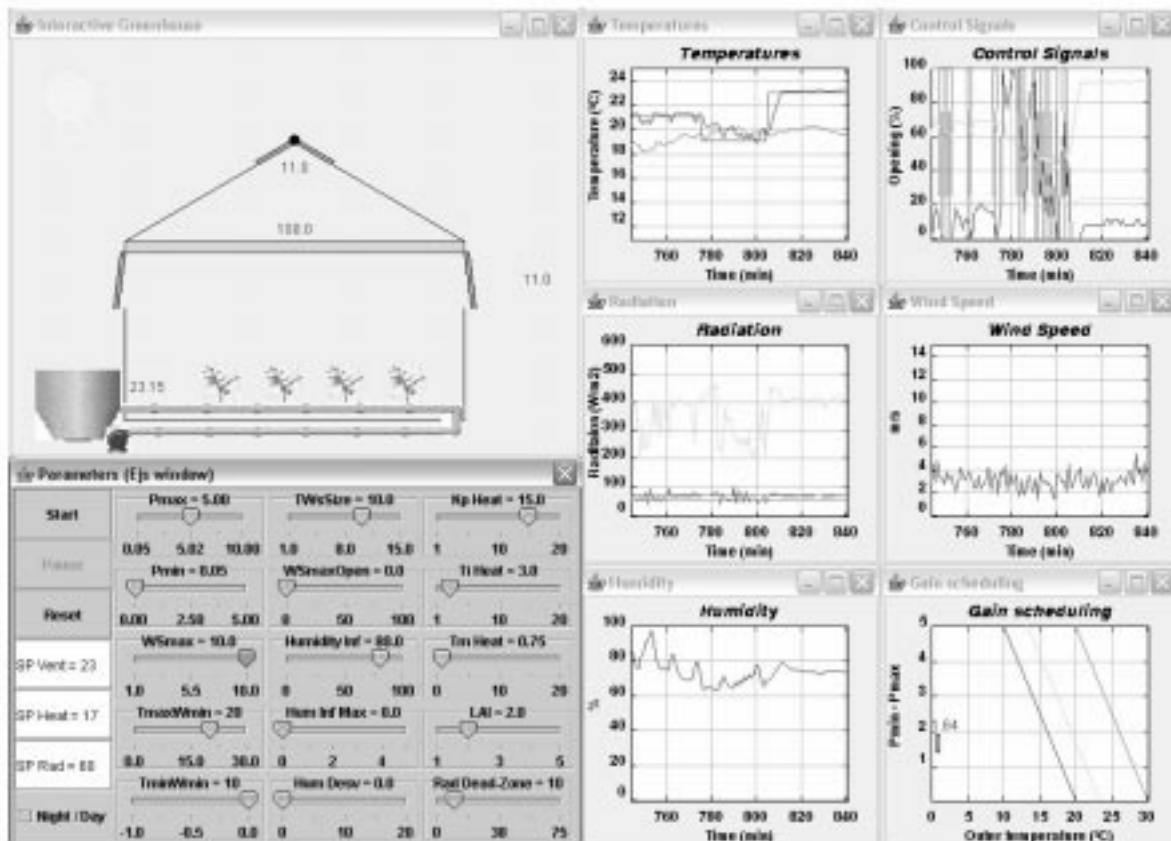 Interactive Greenhouse
11.0
100.0
11.0
23.15
Parameters (Ejs window)
Start
Pause
Reset
SP Vent = 23
SP Heat = 17
SP Rad = 60
Night / Day
Pmax = 5.00
0.05 5.02 10.00
TWsSize = 10.0
1.0 8.0 15.0
Kp Heat = 15.0
1 10 20
Pmin = 0.05
0.00 2.50 5.00
WSmaxOpen = 0.0
0 50 100
Ti Heat = 3.0
1 10 20
WSmax = 10.0
1.0 5.5 10.0
Humidity Inf = 80.0
0 50 100
Trn Heat = 0.75
0 10 20
TmaxWmin = 20
0.0 15.0 30.0
Hum Inf Max = 0.0
0 2 4
LAI = 2.0
1 3 5
TminWmin = 10
-1.0 -0.5 0.0
Hum Desv = 0.0
0 10 20
Rad Dead-Zone = 10
0 30 75
Temperatures
Temperatures
Temperature (ºC)
24
22
20
18
16
14
12
760 780 800 820 840
Time (min)
Control Signals
Control Signals
Opening (%)
100
80
60
40
20
0
760 780 800 820 840
Time (min)
Radiation
Radiation
600
500
400
300
200
100
0
760 780 800 820 840
Time (min)
Wind Speed
Wind Speed
m/s
14
12
10
8
6
4
2
0
760 780 800 820 840
Time (min)
Humidity
Humidity
%
100
80
60
40
20
0
760 780 800 820 840
Time (min)
Gain scheduling
Gain scheduling
Pmin - Pmax
5
4
3
2
1
0 5 10 15 20 25 30
Outer temperature (ºC)